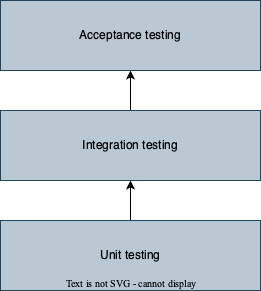 Acceptance testing
Integration testing
Unit testing
Text is not SVG - cannot display